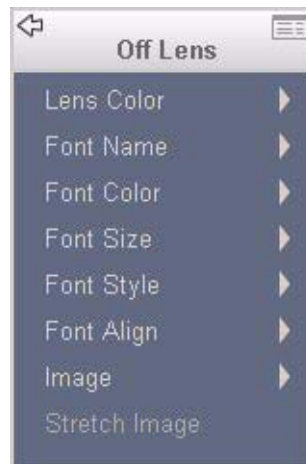 Off Lens
Lens Color
Font Name
Font Color
Font Size
Font Style
Font Align
Image
Stretch Image